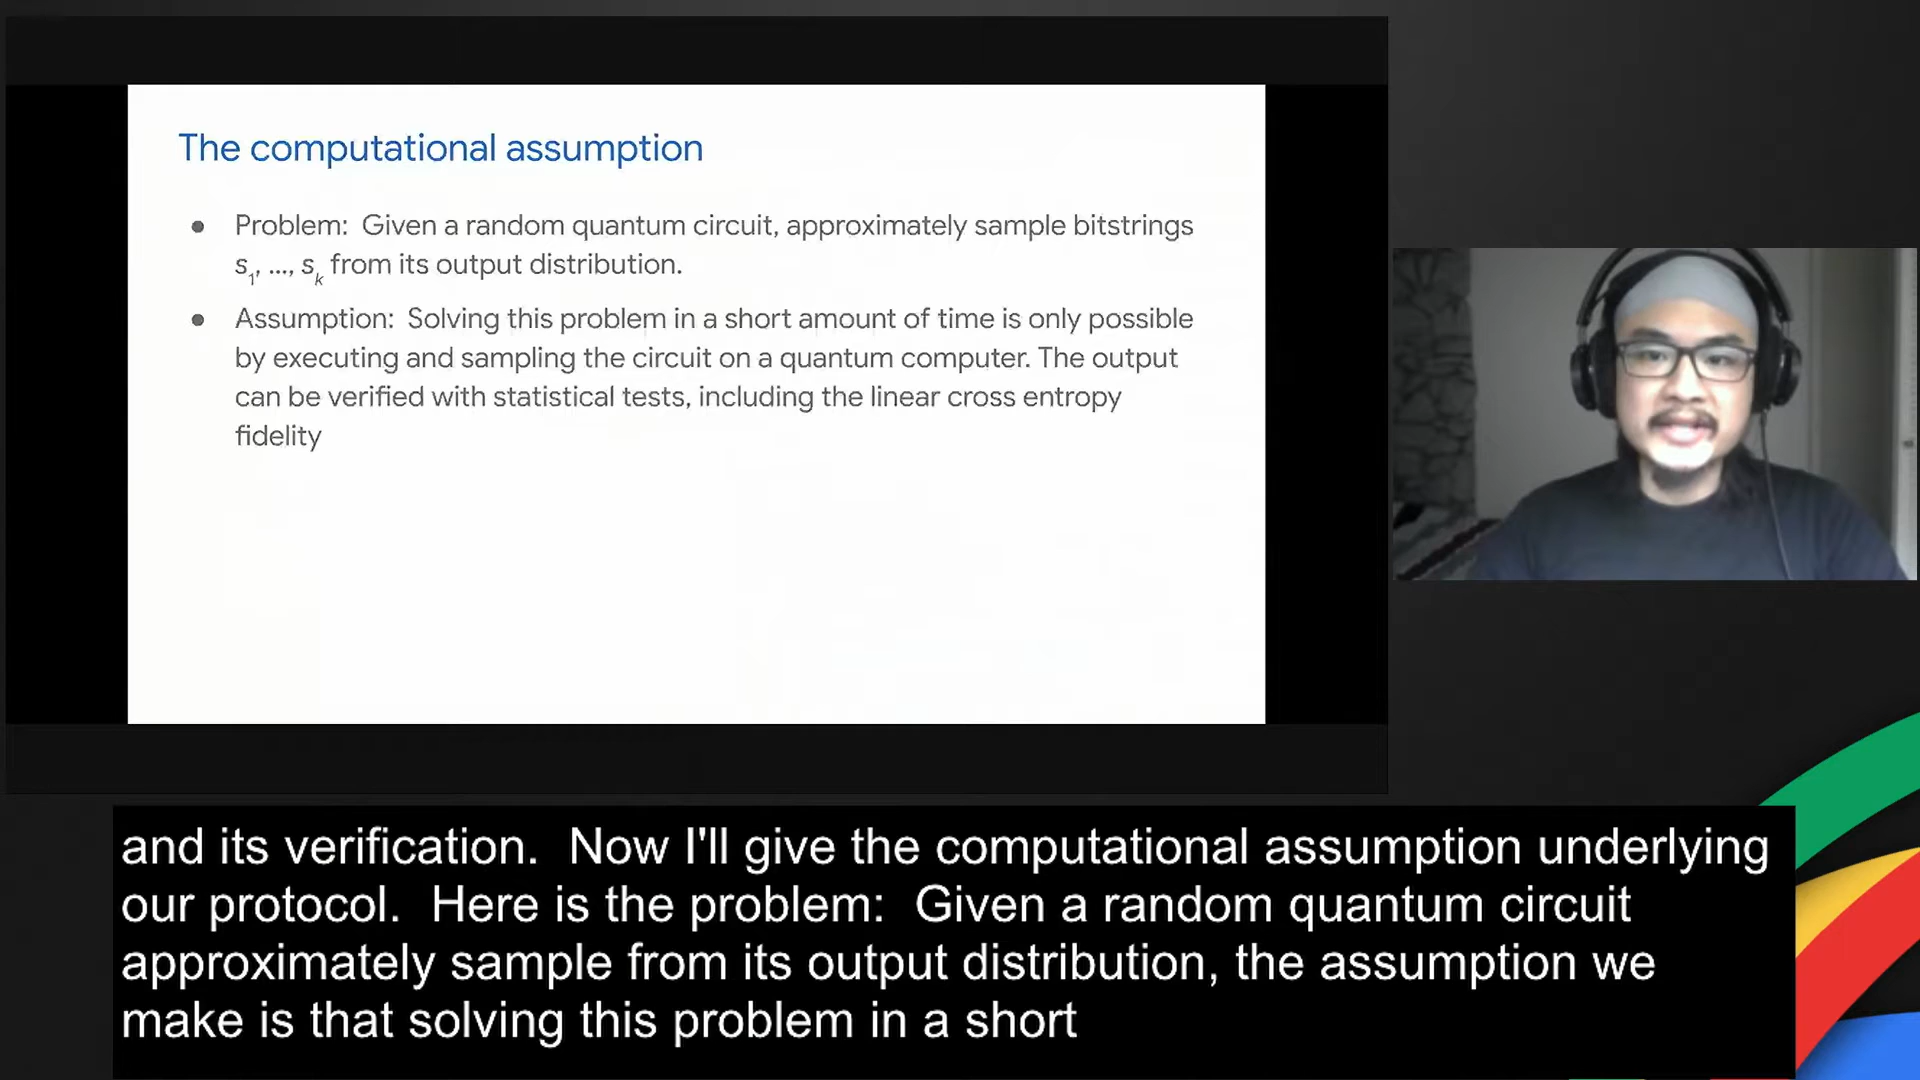 The computational assumption
● Problem: Given a random quantum circuit, approximately sample bitstrings
s1, ..., sk from its output distribution.
● Assumption: Solving this problem in a short amount of time is only possible
by executing and sampling the circuit on a quantum computer. The output
can be verified with statistical tests, including the linear cross entropy
fidelity
and its verification. Now I'll give the computational assumption underlying
our protocol. Here is the problem: Given a random quantum circuit
approximately sample from its output distribution, the assumption we
make is that solving this problem in a short